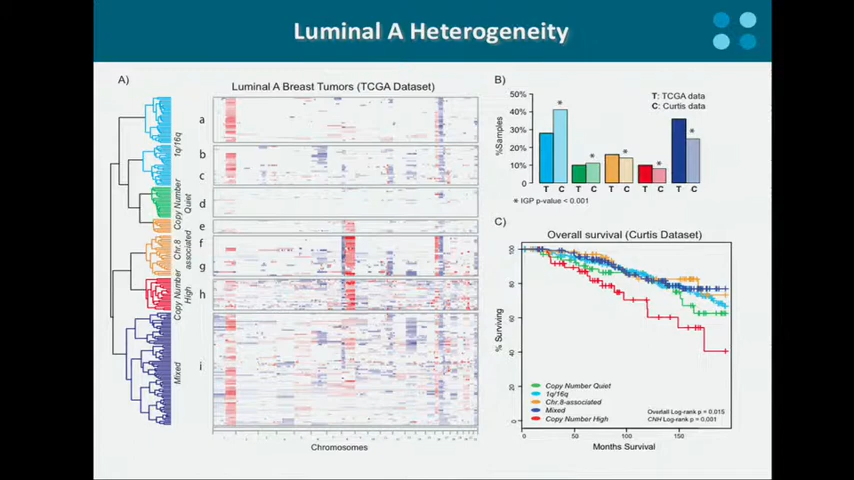 Luminal A Heterogeneity
A)
Luminal A Breast Tumors (TCGA Dataset)
1q/16q
Copy Number
Quiet
Chr.8
associated
Copy Number
High
Mixed
a
b
c
d
e
f
g
h
i
Chromosomes
B)
50%
40%
30%
20%
10%
0
%Samples
T: TCGA data
C: Curtis data
*
*
*
*
*
T C T C T C T C T C
* IGP p-value < 0.001
C)
Overall survival (Curtis Dataset)
100
80
60
40
20
0
% Surviving
Copy Number Quiet
1q/16q
Chr.8-associated
Mixed
Copy Number High
Overall Log-rank p = 0.015
CNH Log-rank p = 0.001
0 50 100 150
Months Survival